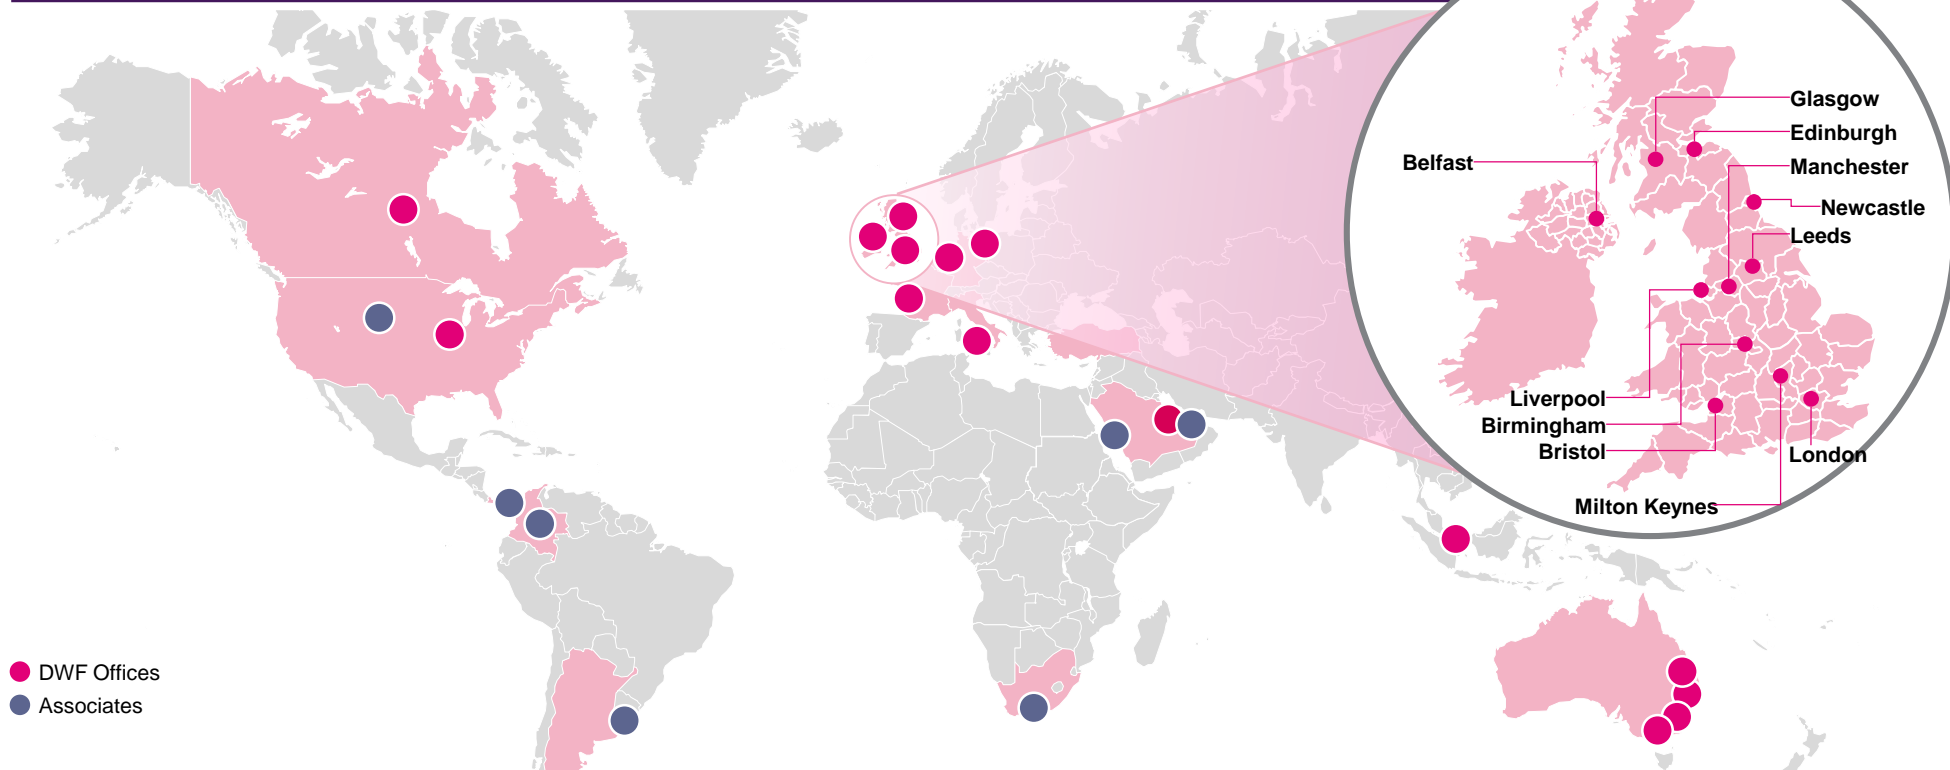 Glasgow
Edinburgh
Belfast
Manchester
Newcastle
Leeds
Liverpool
Birmingham
Bristol
London
Milton Keynes
DWF Offices
Associates